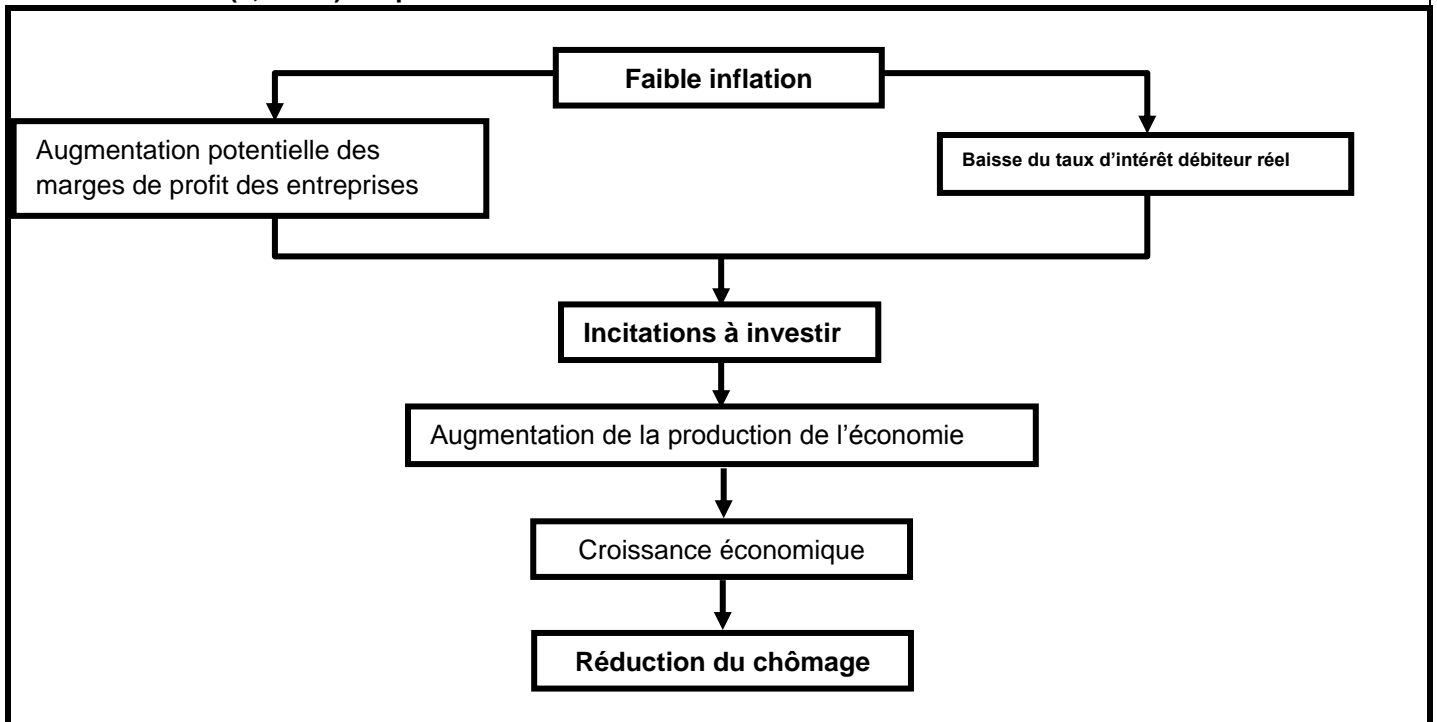 Faible inflation
Augmentation potentielle des
marges de profit des entreprises
Baisse du taux d’intérêt débiteur réel
Incitations à investir
Augmentation de la production de l’économie
Croissance économique
Réduction du chômage